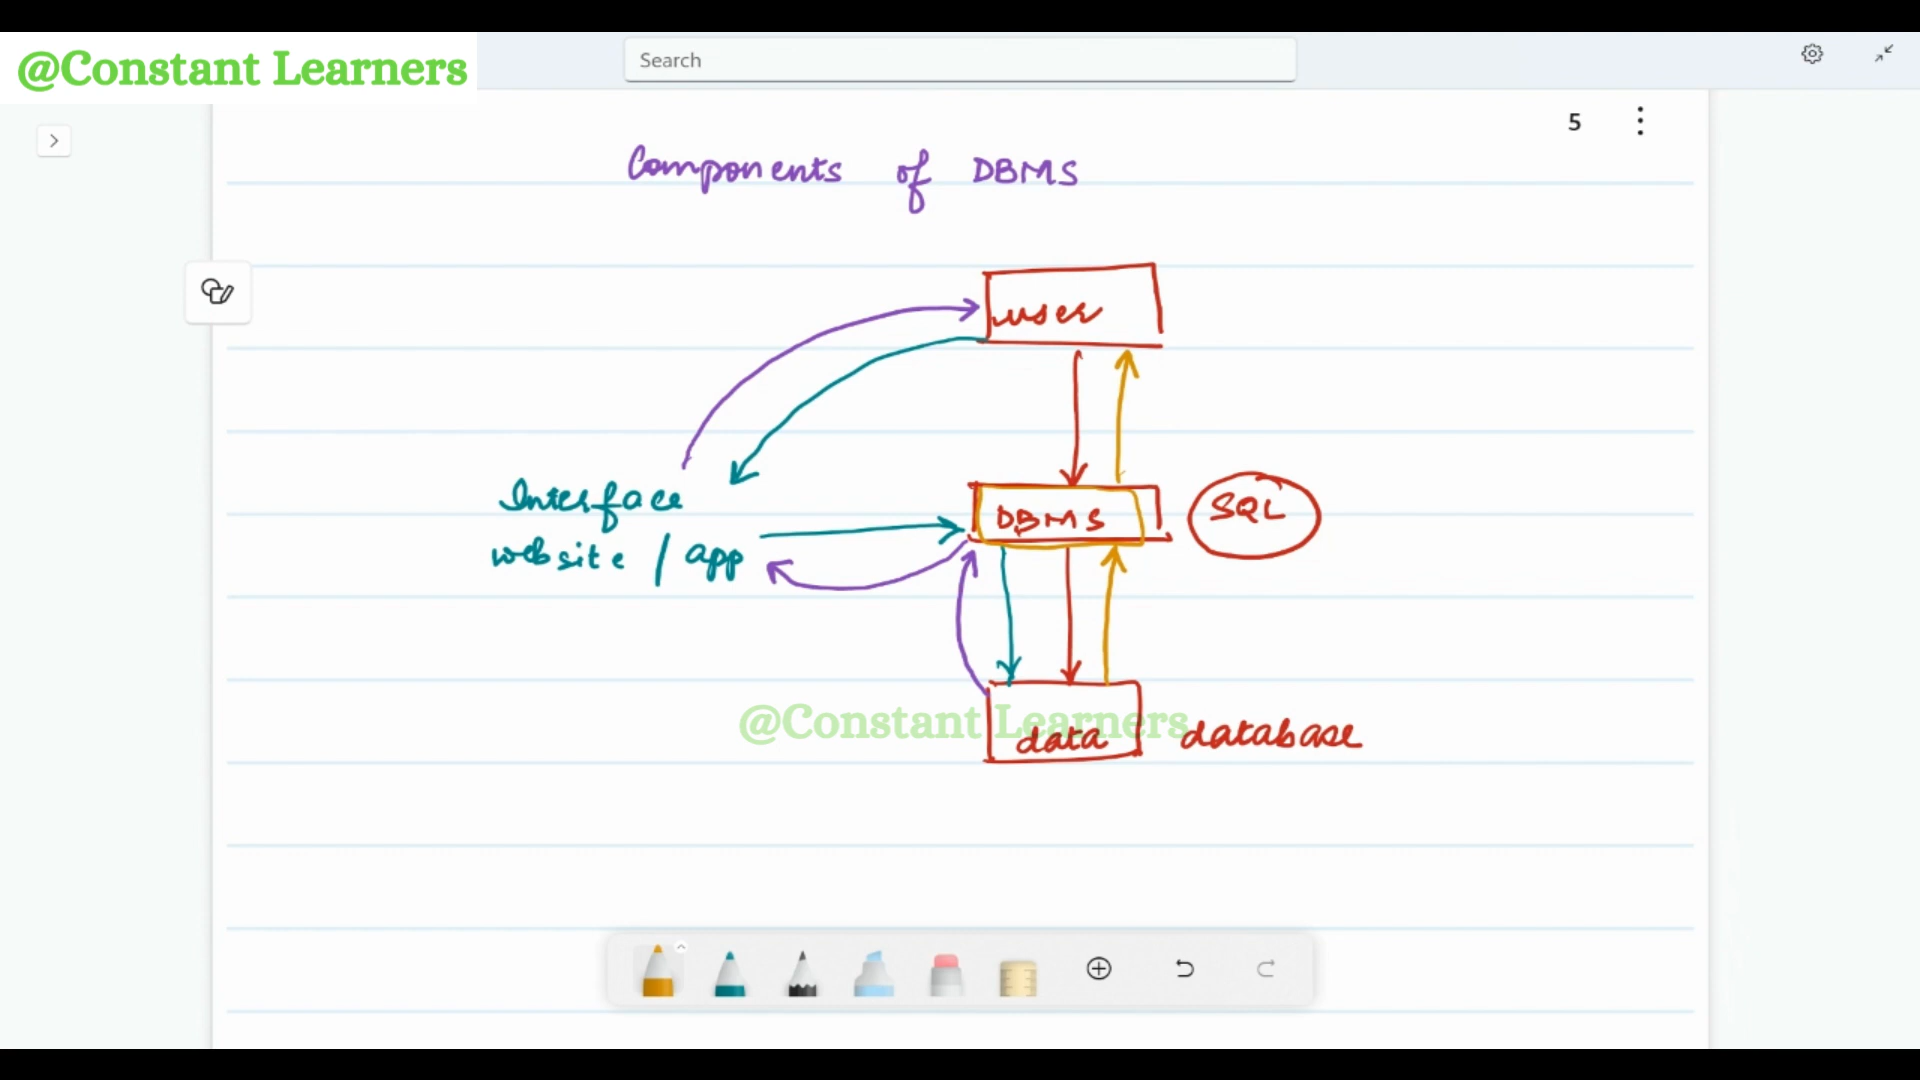 @Constant Learners
Search
5
Components of DBMS
user
Interface
website / app
DBMS
SQL
@Constant Learners
data
database